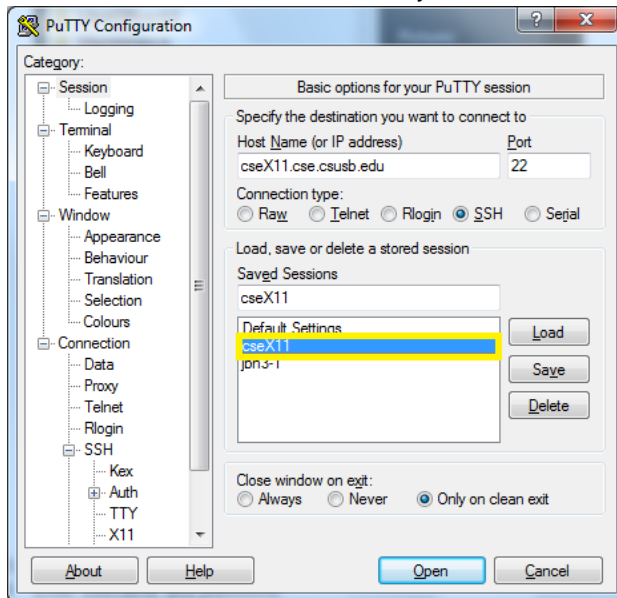 PuTTY Configuration
Category:
Session
Logging
Terminal
Keyboard
Bell
Features
Window
Appearance
Behaviour
Translation
Selection
Colours
Connection
Data
Proxy
Telnet
Rlogin
SSH
Kex
Auth
TTY
X11
Basic options for your PuTTY session
Specify the destination you want to connect to
Host Name (or IP address) Port
cseX11.cse.csusb.edu 22
Connection type:
Raw Telnet Rlogin SSH Serial
Load, save or delete a stored session
Saved Sessions
cseX11
Default Settings
cseX11
jbh3-1
Load
Save
Delete
Close window on exit:
Always Never Only on clean exit
About Help Open Cancel